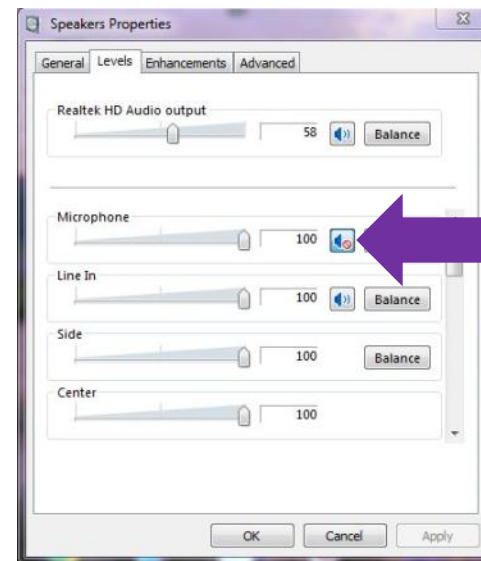 Speakers Properties
General Levels Enhancements Advanced
Realtek HD Audio output
58 Balance
Microphone
100
Line In
100 Balance
Side
100 Balance
Center
100
OK Cancel Apply